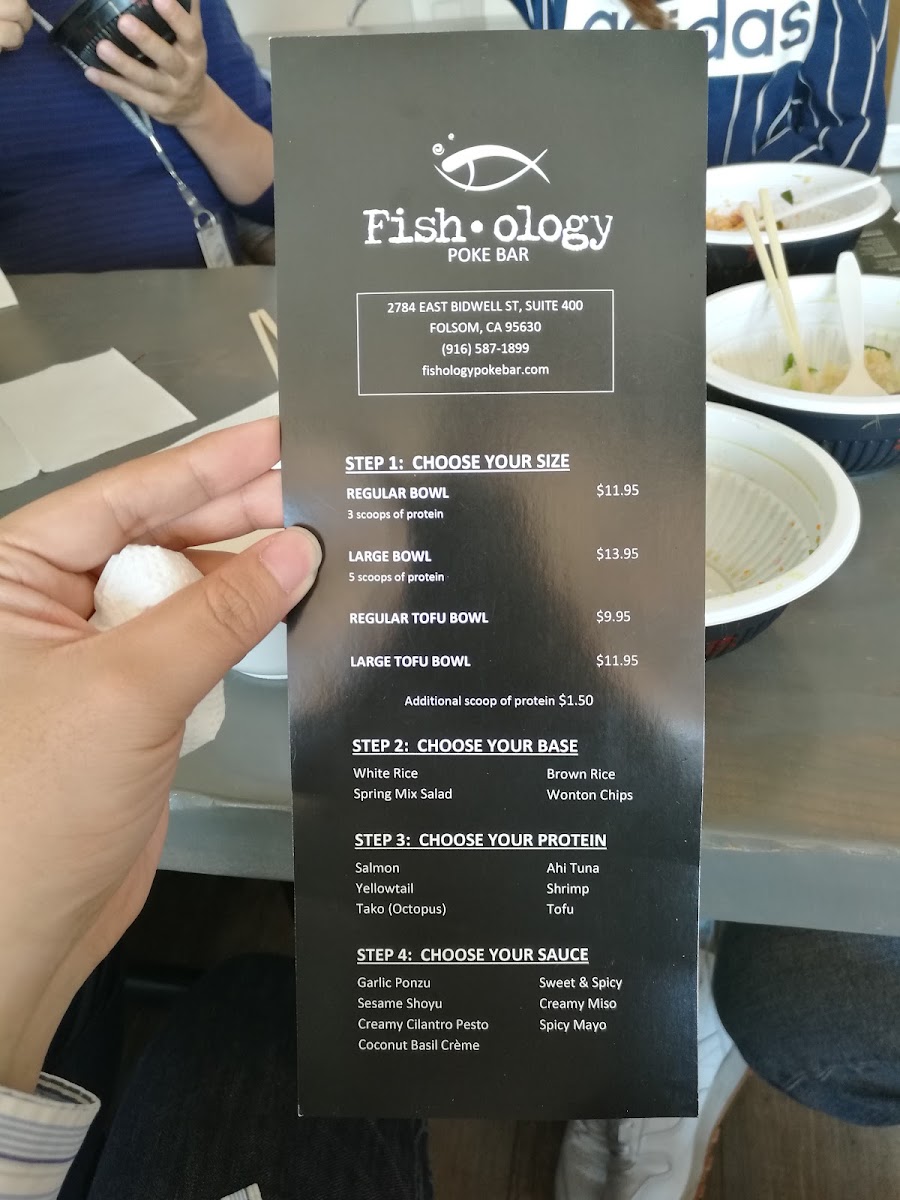 adidas
Fish•ology
POKE BAR
2784 EAST BIDWELL ST, SUITE 400
FOLSOM, CA 95630
(916) 587-1899
fishologypokebar.com
STEP 1: CHOOSE YOUR SIZE
REGULAR BOWL $11.95
3 scoops of protein
LARGE BOWL $13.95
5 scoops of protein
REGULAR TOFU BOWL $9.95
LARGE TOFU BOWL $11.95
Additional scoop of protein $1.50
STEP 2: CHOOSE YOUR BASE
White Rice Brown Rice
Spring Mix Salad Wonton Chips
STEP 3: CHOOSE YOUR PROTEIN
Salmon Ahi Tuna
Yellowtail Shrimp
Tako (Octopus) Tofu
STEP 4: CHOOSE YOUR SAUCE
Garlic Ponzu Sweet & Spicy
Sesame Shoyu Creamy Miso
Creamy Cilantro Pesto Spicy Mayo
Coconut Basil Crème